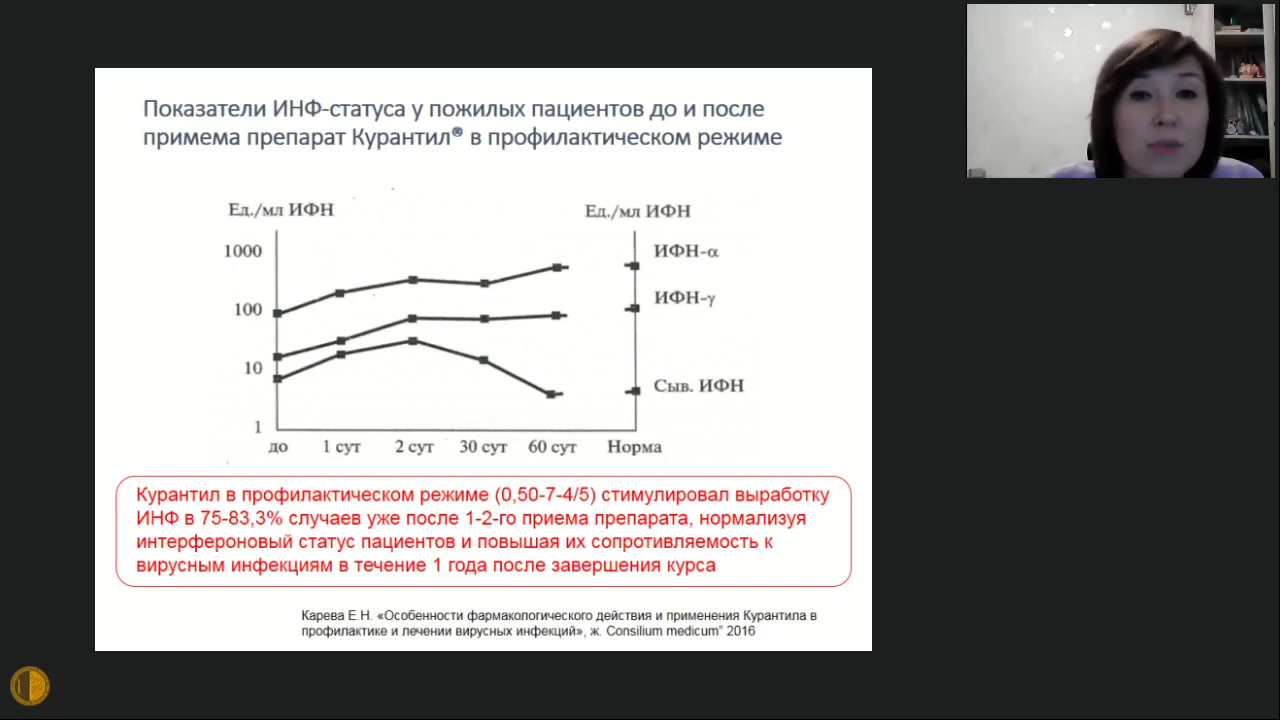 Показатели ИНФ-статуса у пожилых пациентов до и после
примема препарат Курантил® в профилактическом режиме
Ед./мл ИФН
Ед./мл ИФН
1000
ИФН-α
ИФН-γ
100
10
Сыв. ИФН
1
до 1 сут 2 сут 30 сут 60 сут Норма
Курантил в профилактическом режиме (0,50-7-4/5) стимулировал выработку
ИНФ в 75-83,3% случаев уже после 1-2-го приема препарата, нормализуя
интерфероновый статус пациентов и повышая их сопротивляемость к
вирусным инфекциям в течение 1 года после завершения курса
Карева Е.Н. «Особенности фармакологического действия и применения Курантила в
профилактике и лечении вирусных инфекций», ж. Consilium medicum” 2016